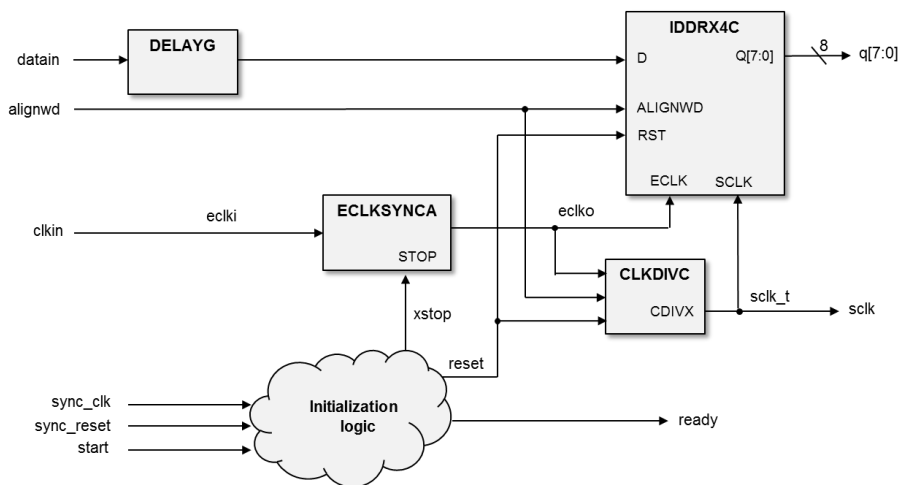 IDDRX4C
DELAYG
datain
D
Q[7:0]
8
q[7:0]
alignwd
ALIGNWD
RST
ECLK
SCLK
ECLKSYNCA
eclki
eclko
clkin
STOP
CLKDIVC
CDIVX
sclk_t
sclk
xstop
reset
sync_clk
Initialization
logic
sync_reset
ready
start